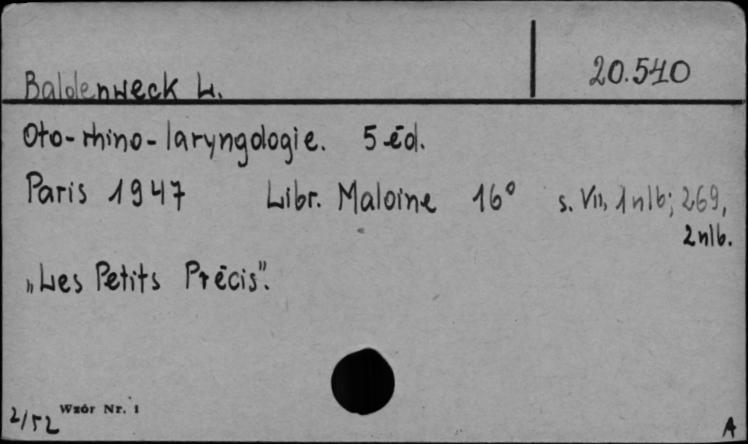 Baldenweck L.
20.540
Oto-rhino-laryngologie. 5 éd.
Paris 1947 Libr. Maloine 16° s. VII, 1 nlb; 269,
2 nlb.
„Les Petits Précis".
Wzór Nr. 1
2/52
A